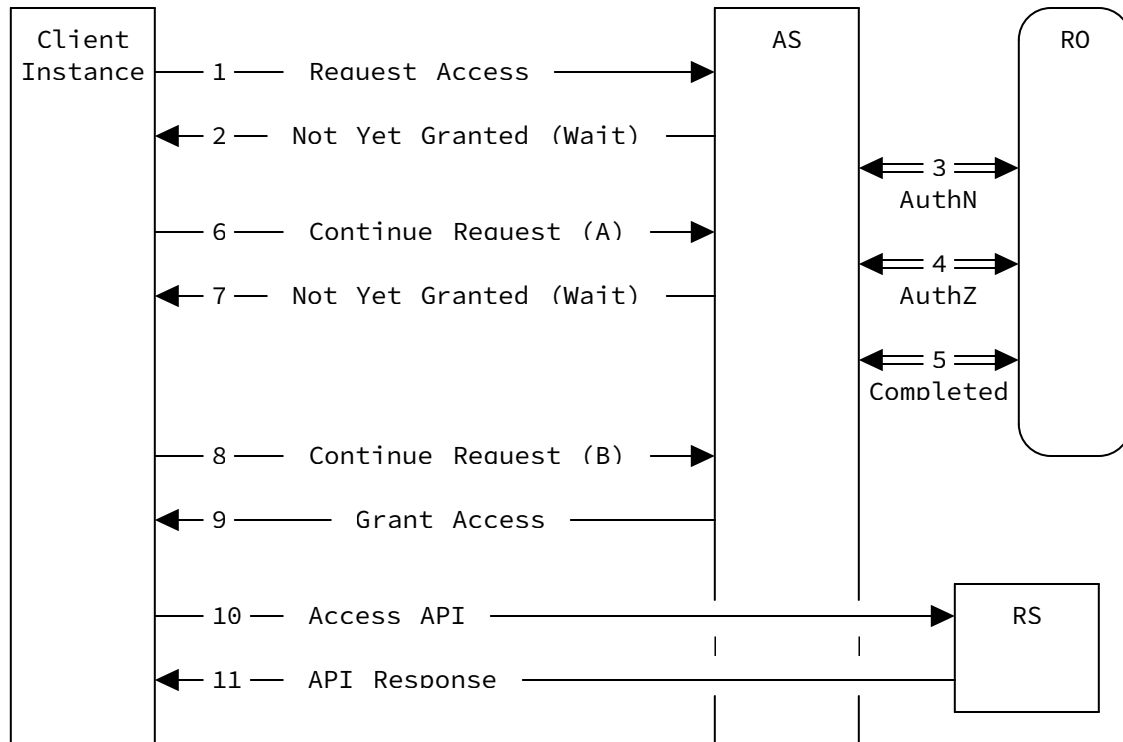 Client
Instance
AS
RO
1 Request Access
2 Not Yet Granted (Wait)
3
AuthN
6 Continue Request (A)
4
7 Not Yet Granted (Wait)
AuthZ
5
Completed
8 Continue Request (B)
9 Grant Access
10 Access API
RS
11 API Response